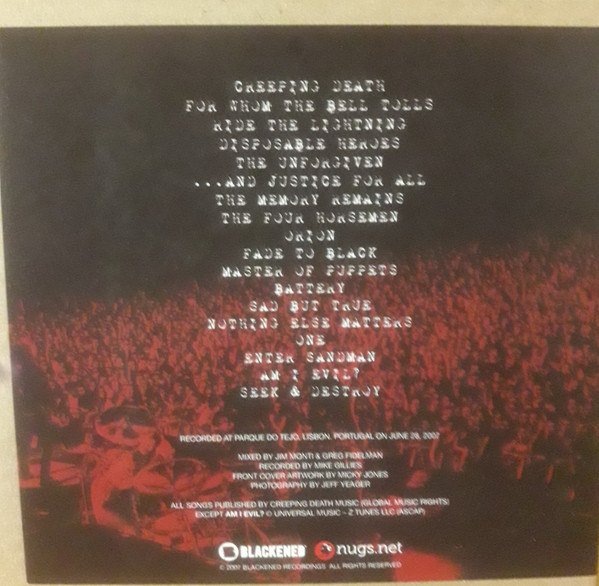 CREEPING DEATH
FOR WHOM THE BELL TOLLS
RIDE THE LIGHTNING
DISPOSABLE HEROES
THE UNFORGIVEN
...AND JUSTICE FOR ALL
THE MEMORY REMAINS
THE FOUR HORSEMEN
ORION
FADE TO BLACK
MASTER OF PUPPETS
BATTERY
SAD BUT TRUE
NOTHING ELSE MATTERS
ONE
ENTER SANDMAN
AM I EVIL?
SEEK & DESTROY
RECORDED AT PARQUE DO TEJO, LISBON, PORTUGAL ON JUNE 28, 2007
MIXED BY JIM MONTI & GREG FIDELMAN
RECORDED BY MIKE GILLIES
FRONT COVER ARTWORK BY MICKY JONES
PHOTOGRAPHY BY JEFF YEAGER
ALL SONGS PUBLISHED BY CREEPING DEATH MUSIC (GLOBAL MUSIC RIGHTS)
EXCEPT AM I EVIL? © UNIVERSAL MUSIC – Z TUNES LLC (ASCAP)
BLACKENED nugs.net
© 2007 BLACKENED RECORDINGS ALL RIGHTS RESERVED